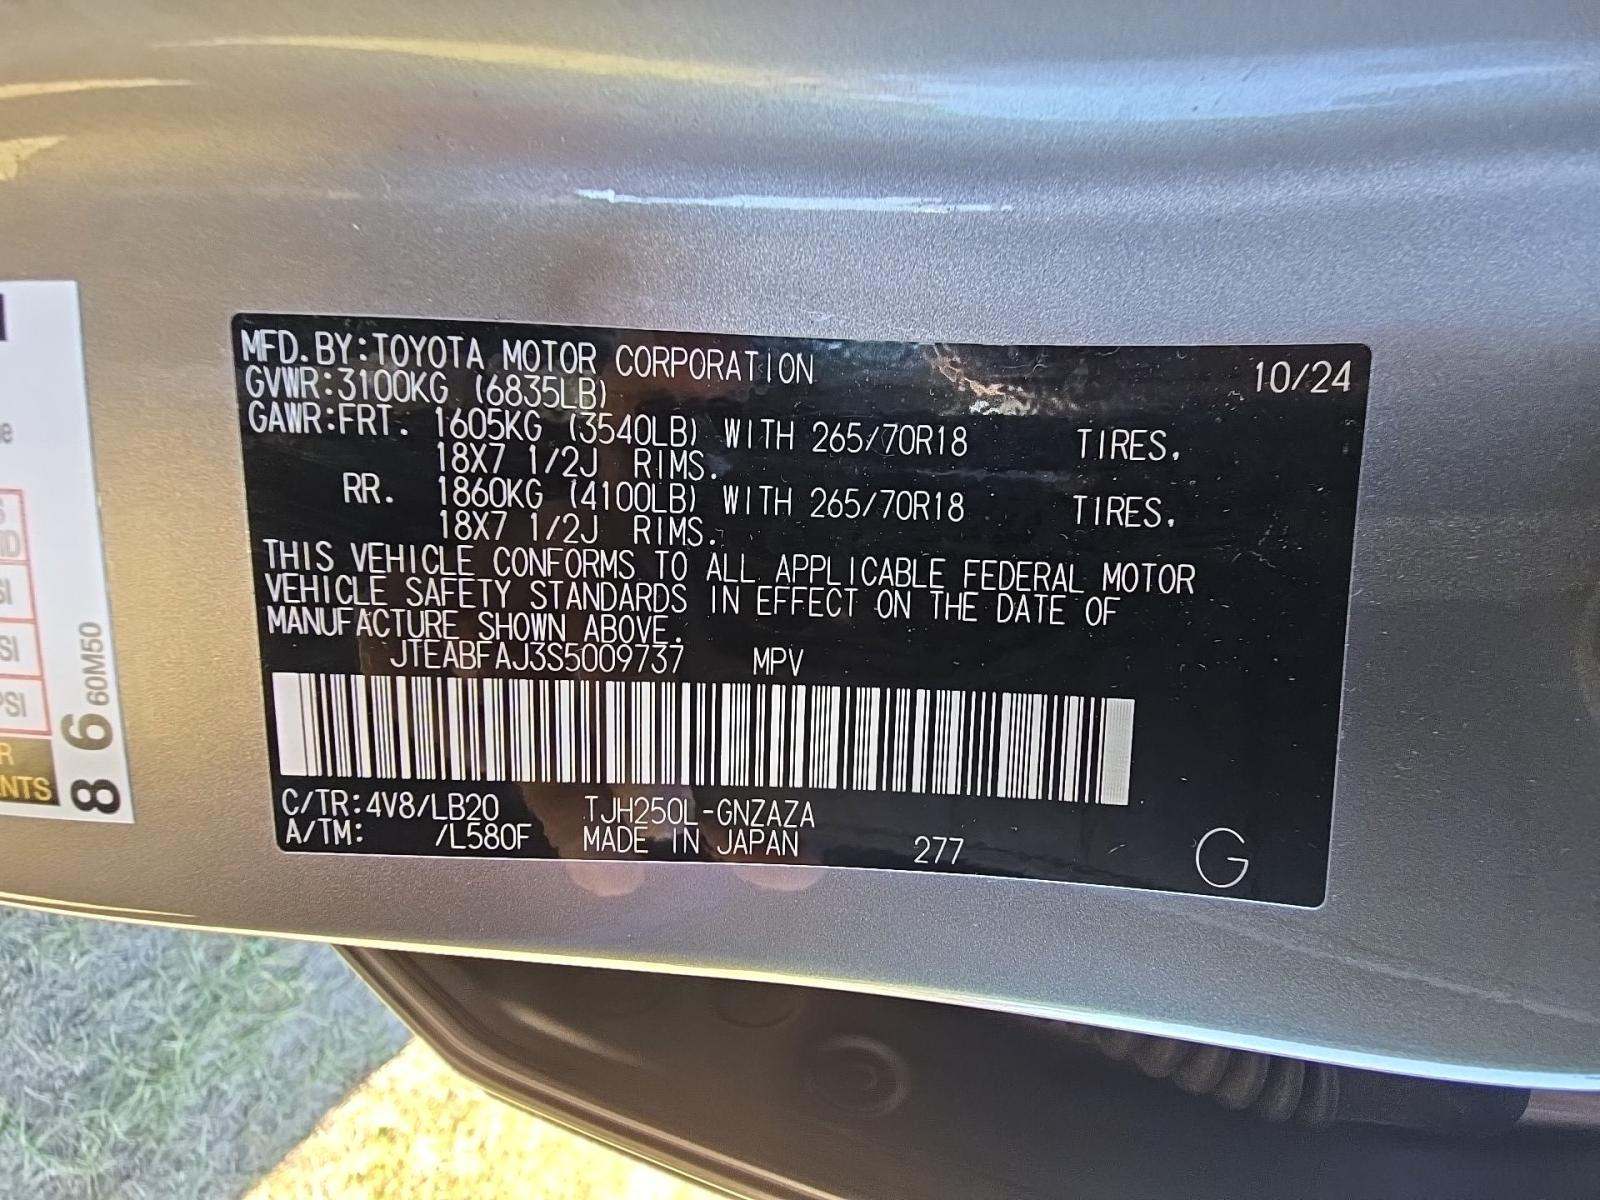 MFD. BY:TOYOTA MOTOR CORPORATION 10/24
GVWR:3100KG (6835LB)
GAWR:FRT. 1605KG (3540LB) WITH 265/70R18 TIRES,
18X7 1/2J RIMS.
RR. 1860KG (4100LB) WITH 265/70R18 TIRES,
18X7 1/2J RIMS.
THIS VEHICLE CONFORMS TO ALL APPLICABLE FEDERAL MOTOR
VEHICLE SAFETY STANDARDS IN EFFECT ON THE DATE OF
MANUFACTURE SHOWN ABOVE.
JTEABFAJ3S5009737 MPV
C/TR:4V8/LB20 TJH250L-GNZAZA
A/TM: /L580F MADE IN JAPAN 277 G
86 60M50
PSI